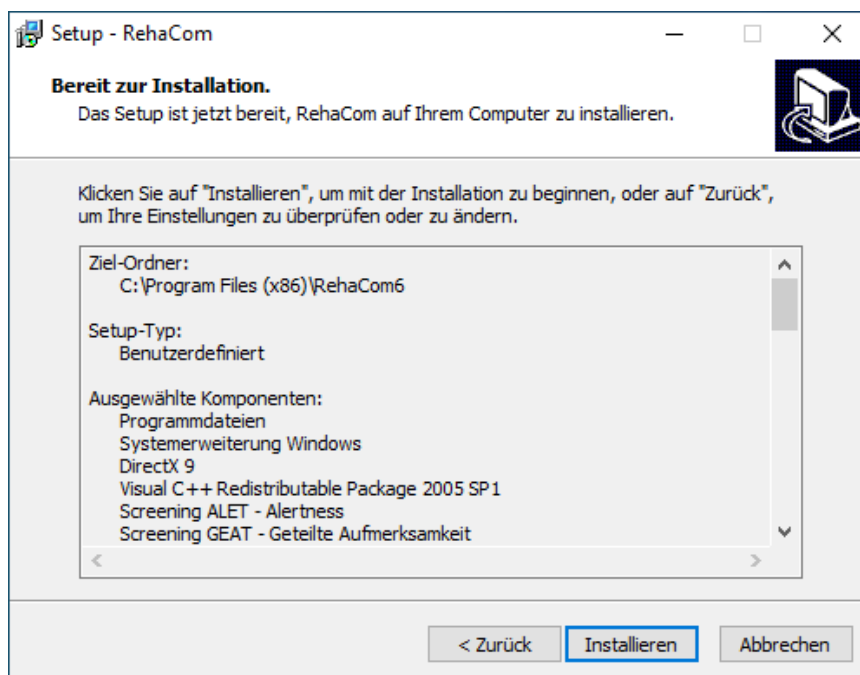 Setup - RehaCom
Bereit zur Installation.
Das Setup ist jetzt bereit, RehaCom auf Ihrem Computer zu installieren.
Klicken Sie auf "Installieren", um mit der Installation zu beginnen, oder auf "Zurück",
um Ihre Einstellungen zu überprüfen oder zu ändern.
Ziel-Ordner:
C:\Program Files (x86)\RehaCom6
Setup-Typ:
Benutzerdefiniert
Ausgewählte Komponenten:
Programmdateien
Systemerweiterung Windows
DirectX 9
Visual C++ Redistributable Package 2005 SP1
Screening ALET - Alertness
Screening GEAT - Geteilte Aufmerksamkeit
< Zurück
Installieren
Abbrechen